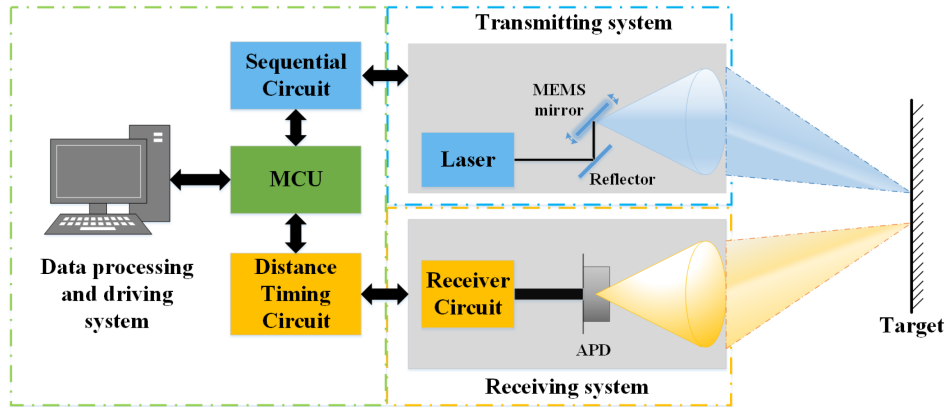 Transmitting system
Sequential
Circuit
MEMS
mirror
Laser
Reflector
MCU
Data processing
and driving
system
Distance
Timing
Circuit
Receiver
Circuit
APD
Target
Receiving system